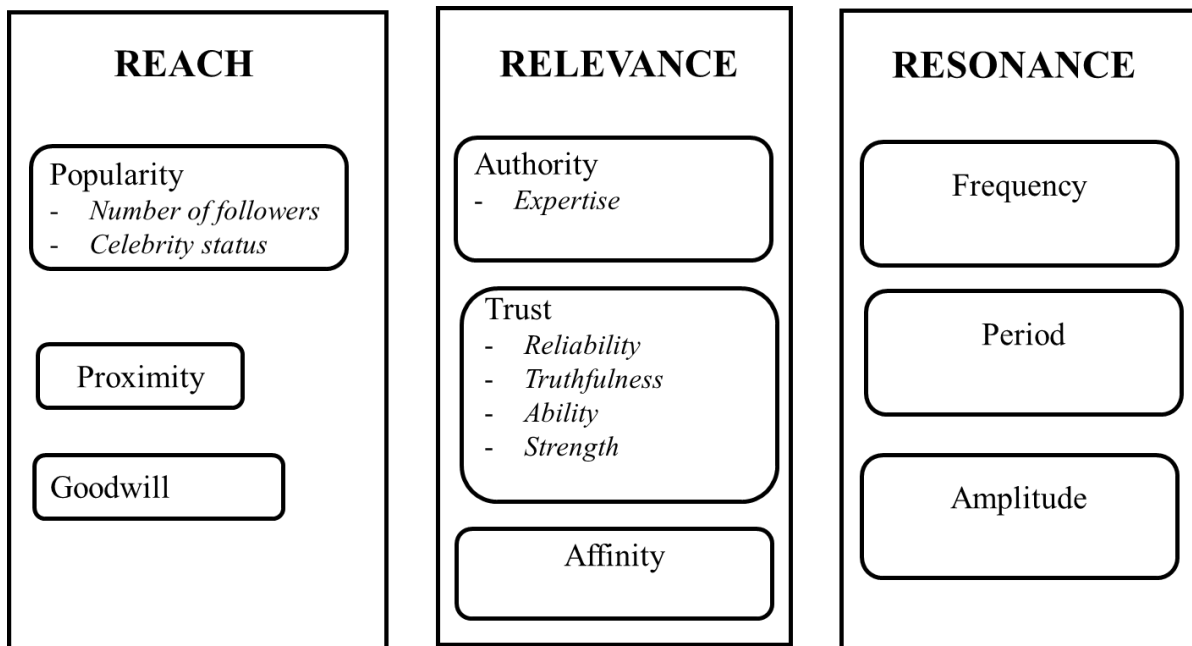 REACH
Popularity
- Number of followers
- Celebrity status
Proximity
Goodwill
RELEVANCE
Authority
- Expertise
Trust
- Reliability
- Truthfulness
- Ability
- Strength
Affinity
RESONANCE
Frequency
Period
Amplitude